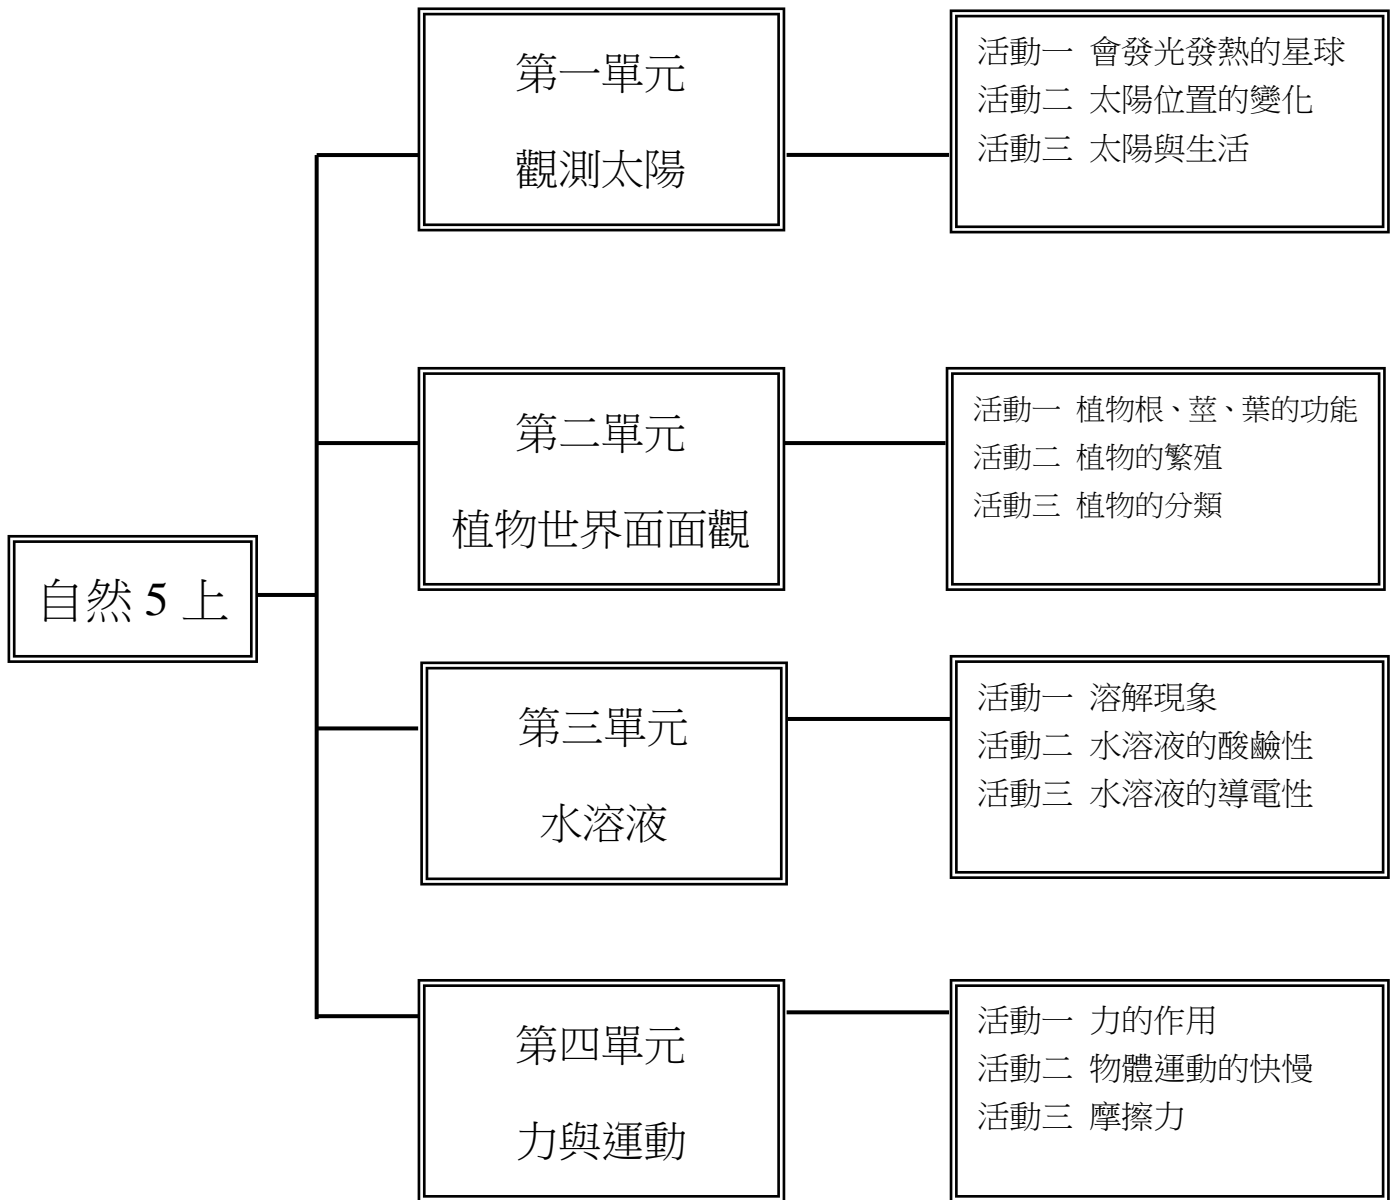 自然 5 上
第一單元
觀測太陽
活動一 會發光發熱的星球
活動二 太陽位置的變化
活動三 太陽與生活
第二單元
植物世界面面觀
活動一 植物根、莖、葉的功能
活動二 植物的繁殖
活動三 植物的分類
第三單元
水溶液
活動一 溶解現象
活動二 水溶液的酸鹼性
活動三 水溶液的導電性
第四單元
力與運動
活動一 力的作用
活動二 物體運動的快慢
活動三 摩擦力